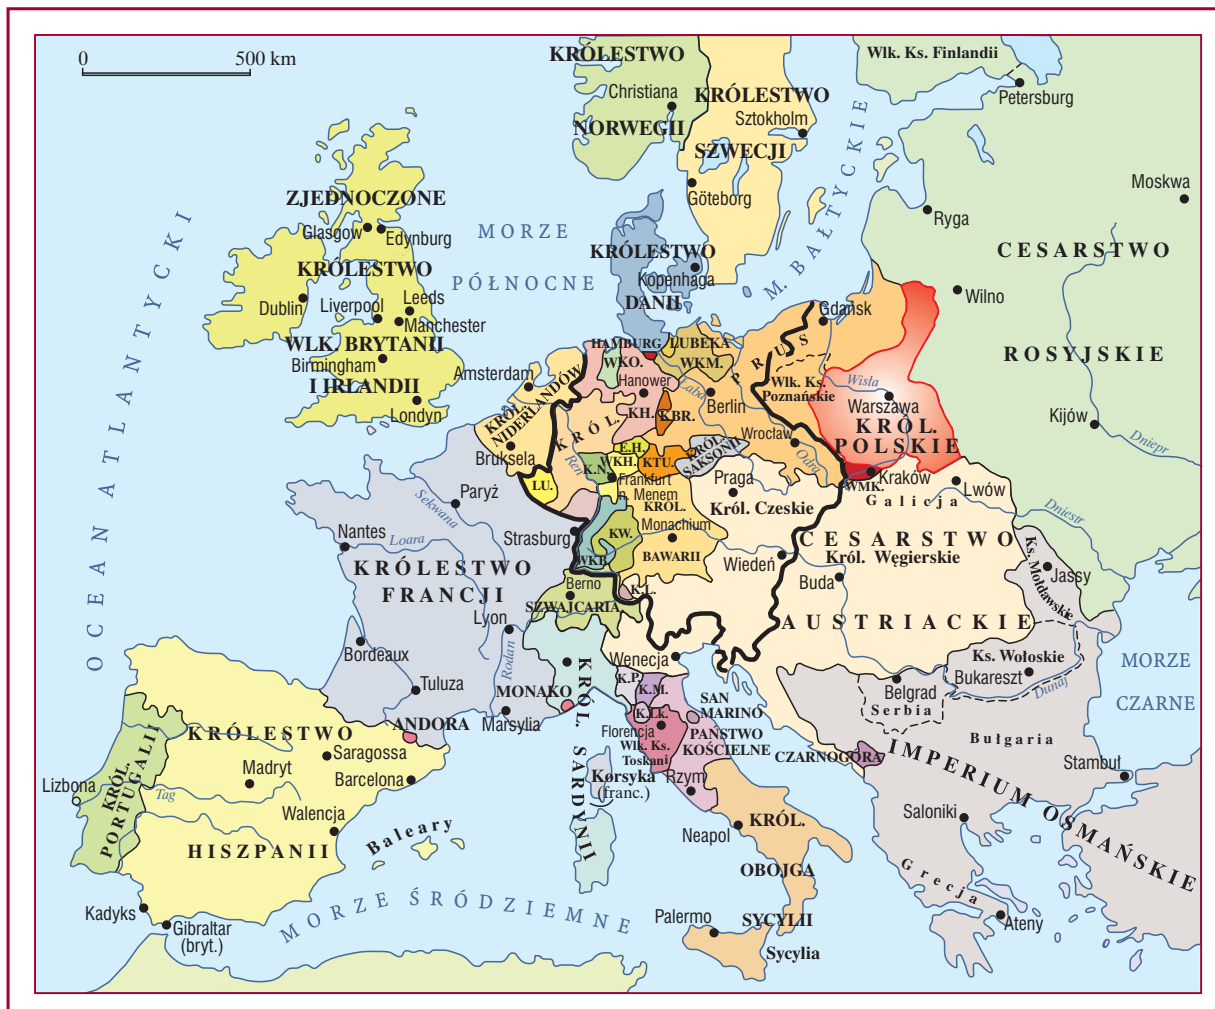 0
500 km
KRÓLESTWO
NORWEGII
Christiana
KRÓLESTWO
SZWECJI
Sztokholm
Göteborg
Wlk. Ks. Finlandii
Petersburg
Moskwa
Ryga
CESARSTWO
ROSYJSKIE
Wilno
Kijów
Dniepr
M. BAŁTYCKIE
MORZE
PÓŁNOCNE
OCEAN ATLANTYCKI
ZJEDNOCZONE
Glasgow
Edynburg
KRÓLESTWO
Dublin
Liverpool
Leeds
Manchester
WLK. BRYTANII
Birmingham
I IRLANDII
Londyn
KRÓLESTWO
Kopenhaga
DANII
Gdańsk
HAMBURG
LUBEKA
WKO.
WKM.
PRUS
Amsterdam
Hanower
Łaba
Berlin
Wlk. Ks.
Poznańskie
Wisła
Warszawa
KRÓL.
POLSKIE
KRÓL.
NIDERLANDÓW
KRÓL.
KH.
KBR.
Bruksela
Ren
E.H.
WKH.
K.N.
KTU.
KRÓL.
SAKSONII
Wrocław
Odra
LU.
Frankfurt
n. Menem
Praga
Król. Czeskie
WMK.
Kraków
Galicja
Lwów
Dniestr
Paryż
Sekwana
Nantes
Loara
Strasburg
KRÓL.
Monachium
BAWARII
KW.
WKB.
Wiedeń
CESARSTWO
Król. Węgierskie
Buda
AUSTRIACKIE
Ks. Mołdawskie
Jassy
KRÓLESTWO
FRANCJI
Berno
SZWAJCARIA
K.L.
Lyon
Bordeaux
Rodan
Tuluza
MONAKO
Marsylia
ANDORA
Wenecja
K.P.
K.M.
K.Lk.
SAN
MARINO
Florencja
Wlk. Ks.
Toskani
PAŃSTWO
KOŚCIELNE
Rzym
Korsyka
(franc.)
KRÓL. SARDYNII
Ks. Wołoskie
Bukareszt
Dunaj
Belgrad
Serbia
Bułgaria
CZARNOGÓRA
IMPERIUM OSMAŃSKIE
MORZE
CZARNE
Stambuł
Saloniki
Grecja
Ateny
KRÓL.
PORTUGALII
Lizbona
Tag
KRÓLESTWO
HISZPANII
Saragossa
Madryt
Barcelona
Walencja
Baleary
Kadyks
Gibraltar
(bryt.)
MORZE ŚRÓDZIEMNE
Neapol
KRÓL.
OBOJGA
SYCYLII
Palermo
Sycylia